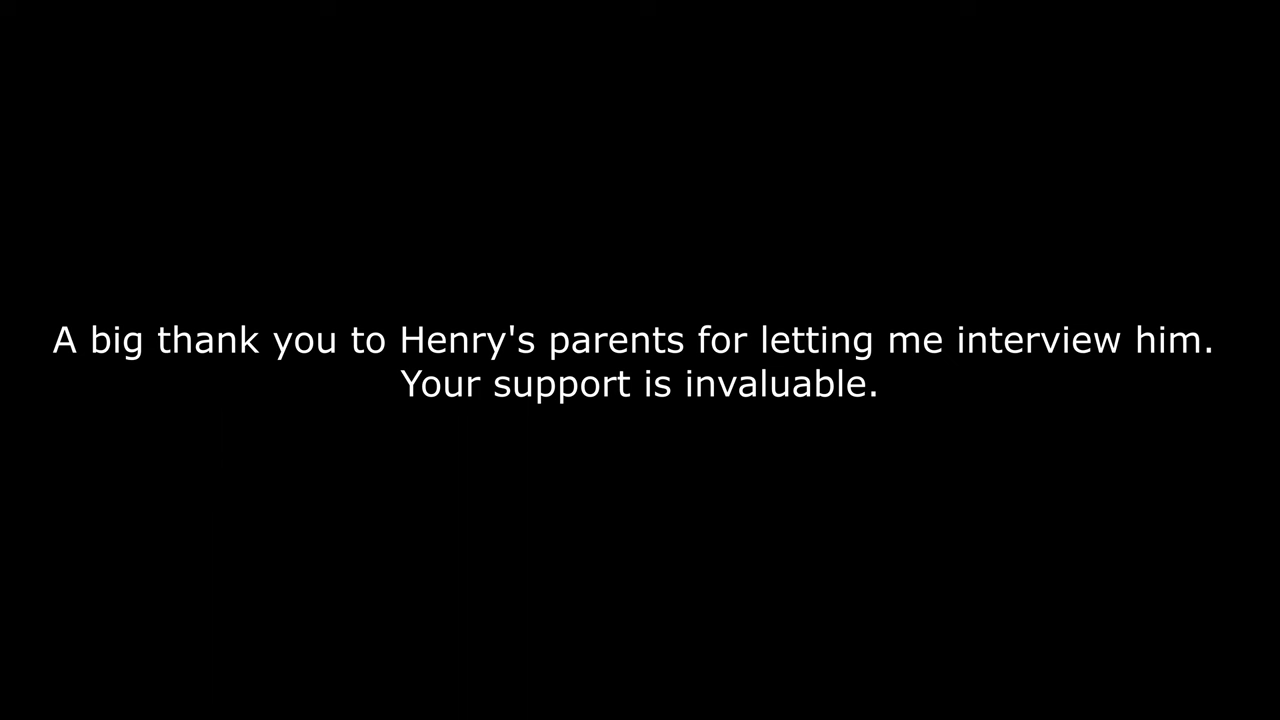 A big thank you to Henry's parents for letting me interview him.
Your support is invaluable.